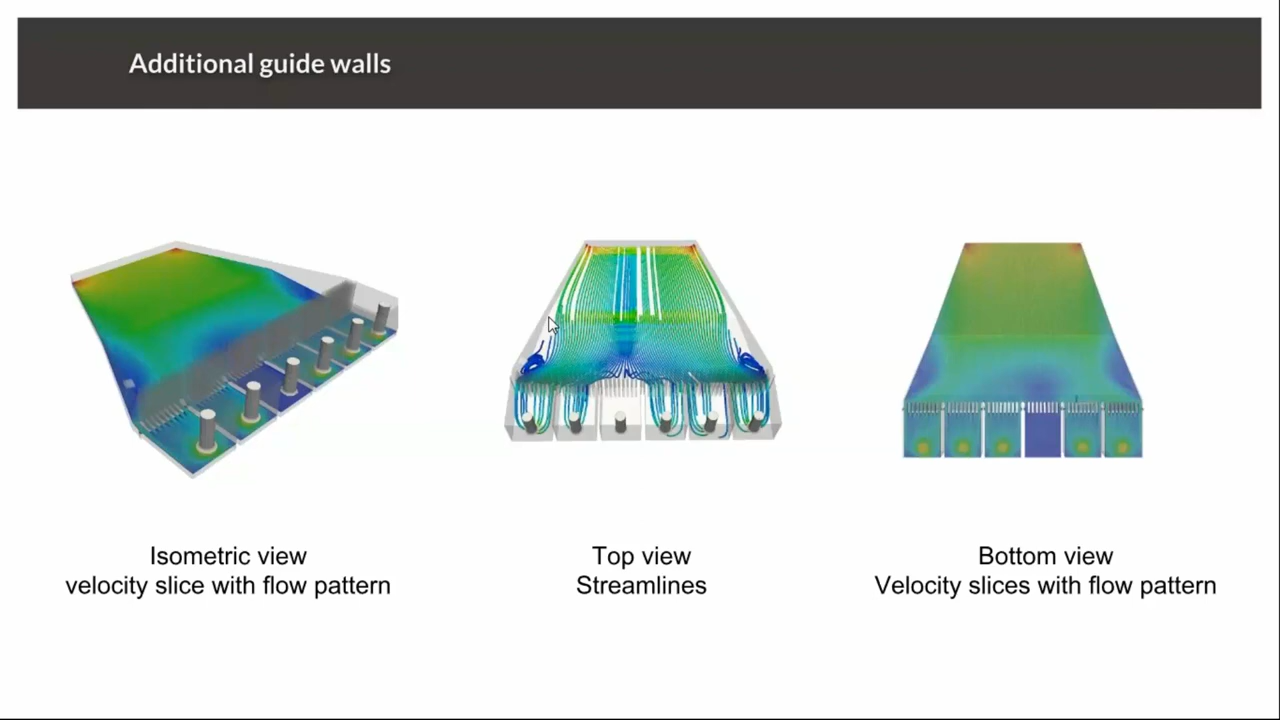 Additional guide walls
Isometric view
velocity slice with flow pattern
Top view
Streamlines
Bottom view
Velocity slices with flow pattern